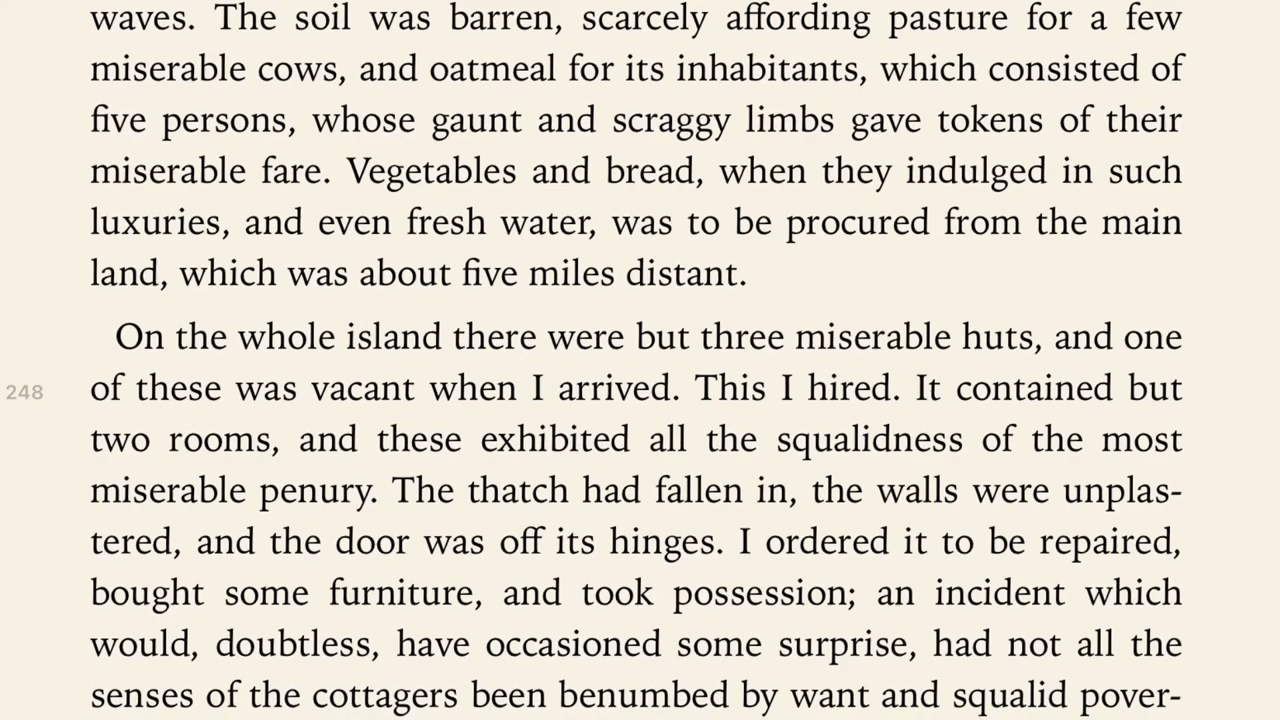 waves. The soil was barren, scarcely affording pasture for a few
miserable cows, and oatmeal for its inhabitants, which consisted of
five persons, whose gaunt and scraggy limbs gave tokens of their
miserable fare. Vegetables and bread, when they indulged in such
luxuries, and even fresh water, was to be procured from the main
land, which was about five miles distant.
On the whole island there were but three miserable huts, and one
248
of these was vacant when I arrived. This I hired. It contained but
two rooms, and these exhibited all the squalidness of the most
miserable penury. The thatch had fallen in, the walls were unplas-
tered, and the door was off its hinges. I ordered it to be repaired,
bought some furniture, and took possession; an incident which
would, doubtless, have occasioned some surprise, had not all the
senses of the cottagers been benumbed by want and squalid pover-